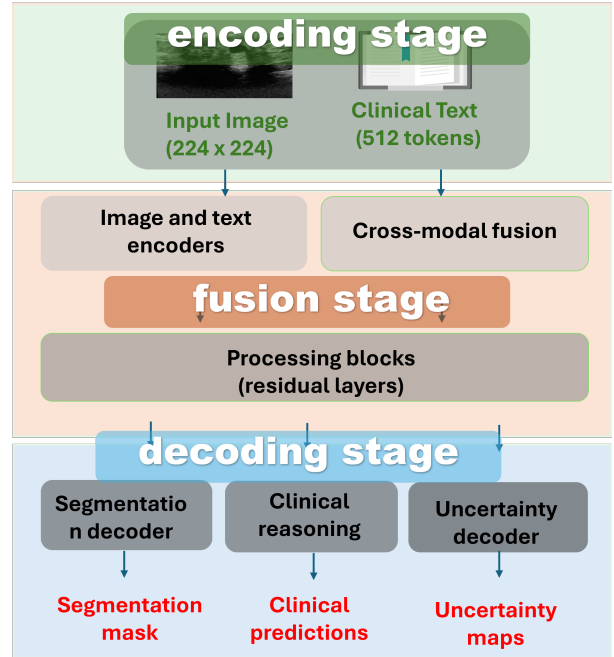 encoding stage
Input Image
(224 x 224)
Clinical Text
(512 tokens)
Image and text
encoders
Cross-modal fusion
fusion stage
Processing blocks
(residual layers)
decoding stage
Segmentatio
n decoder
Clinical
reasoning
Uncertainty
decoder
Segmentation
mask
Clinical
predictions
Uncertainty
maps